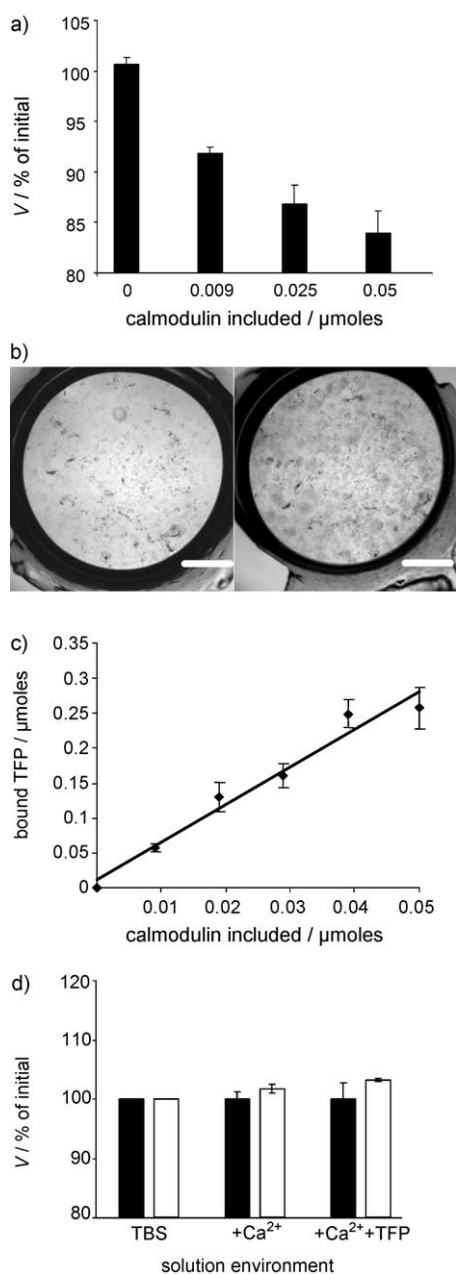 a)
V / % of initial
105
100
95
90
85
80
0 0.009 0.025 0.05
calmodulin included / µmoles
b)
c)
bound TFP / µmoles
0.35
0.3
0.25
0.2
0.15
0.1
0.05
0
0.01 0.02 0.03 0.04 0.05
calmodulin included / µmoles
d)
V / % of initial
120
110
100
90
80
TBS +Ca²⁺ +Ca²⁺+TFP
solution environment